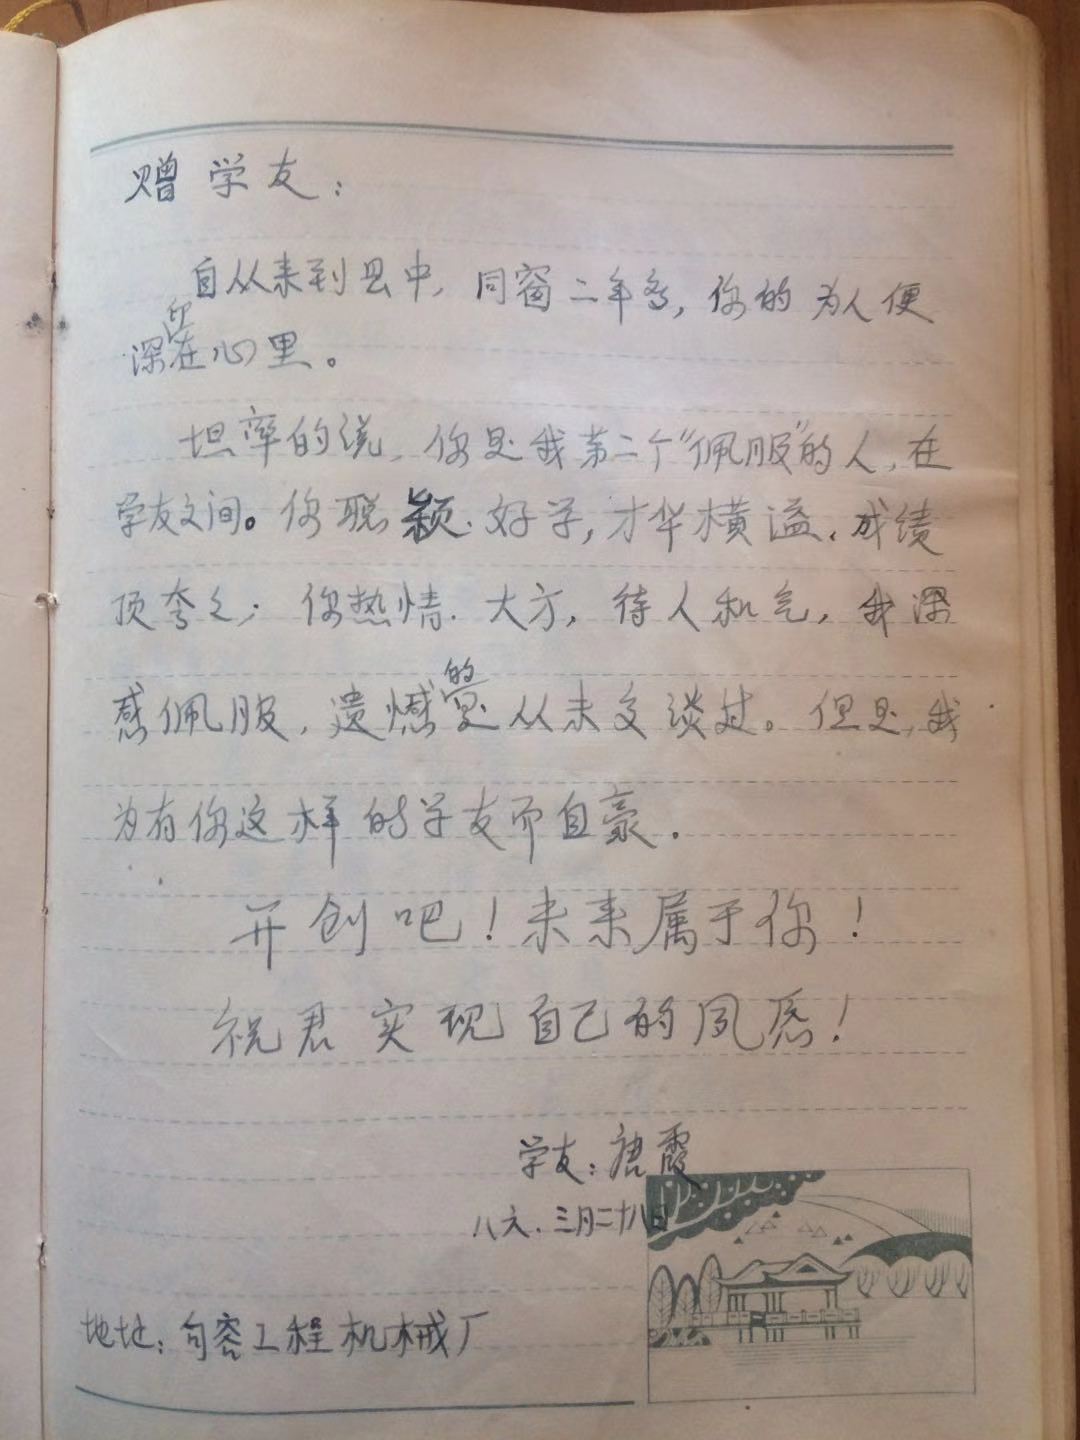 赠学友：
自从来到县中，同窗二年多，你的为人便
深印在心里。
坦率的说，你是我第二个“佩服”的人，在
学友之间。你聪颖、好学，才华横溢，成绩
顶夸夸；你热情、大方，待人和气，我深
感佩服，遗憾的是从未交谈过。但是，我
为有你这样的学友而自豪。
开创吧！未来属于你！
祝君实现自己的夙愿！
学友：唐霞
八六.三月二十八日
地址：句容工程机械厂